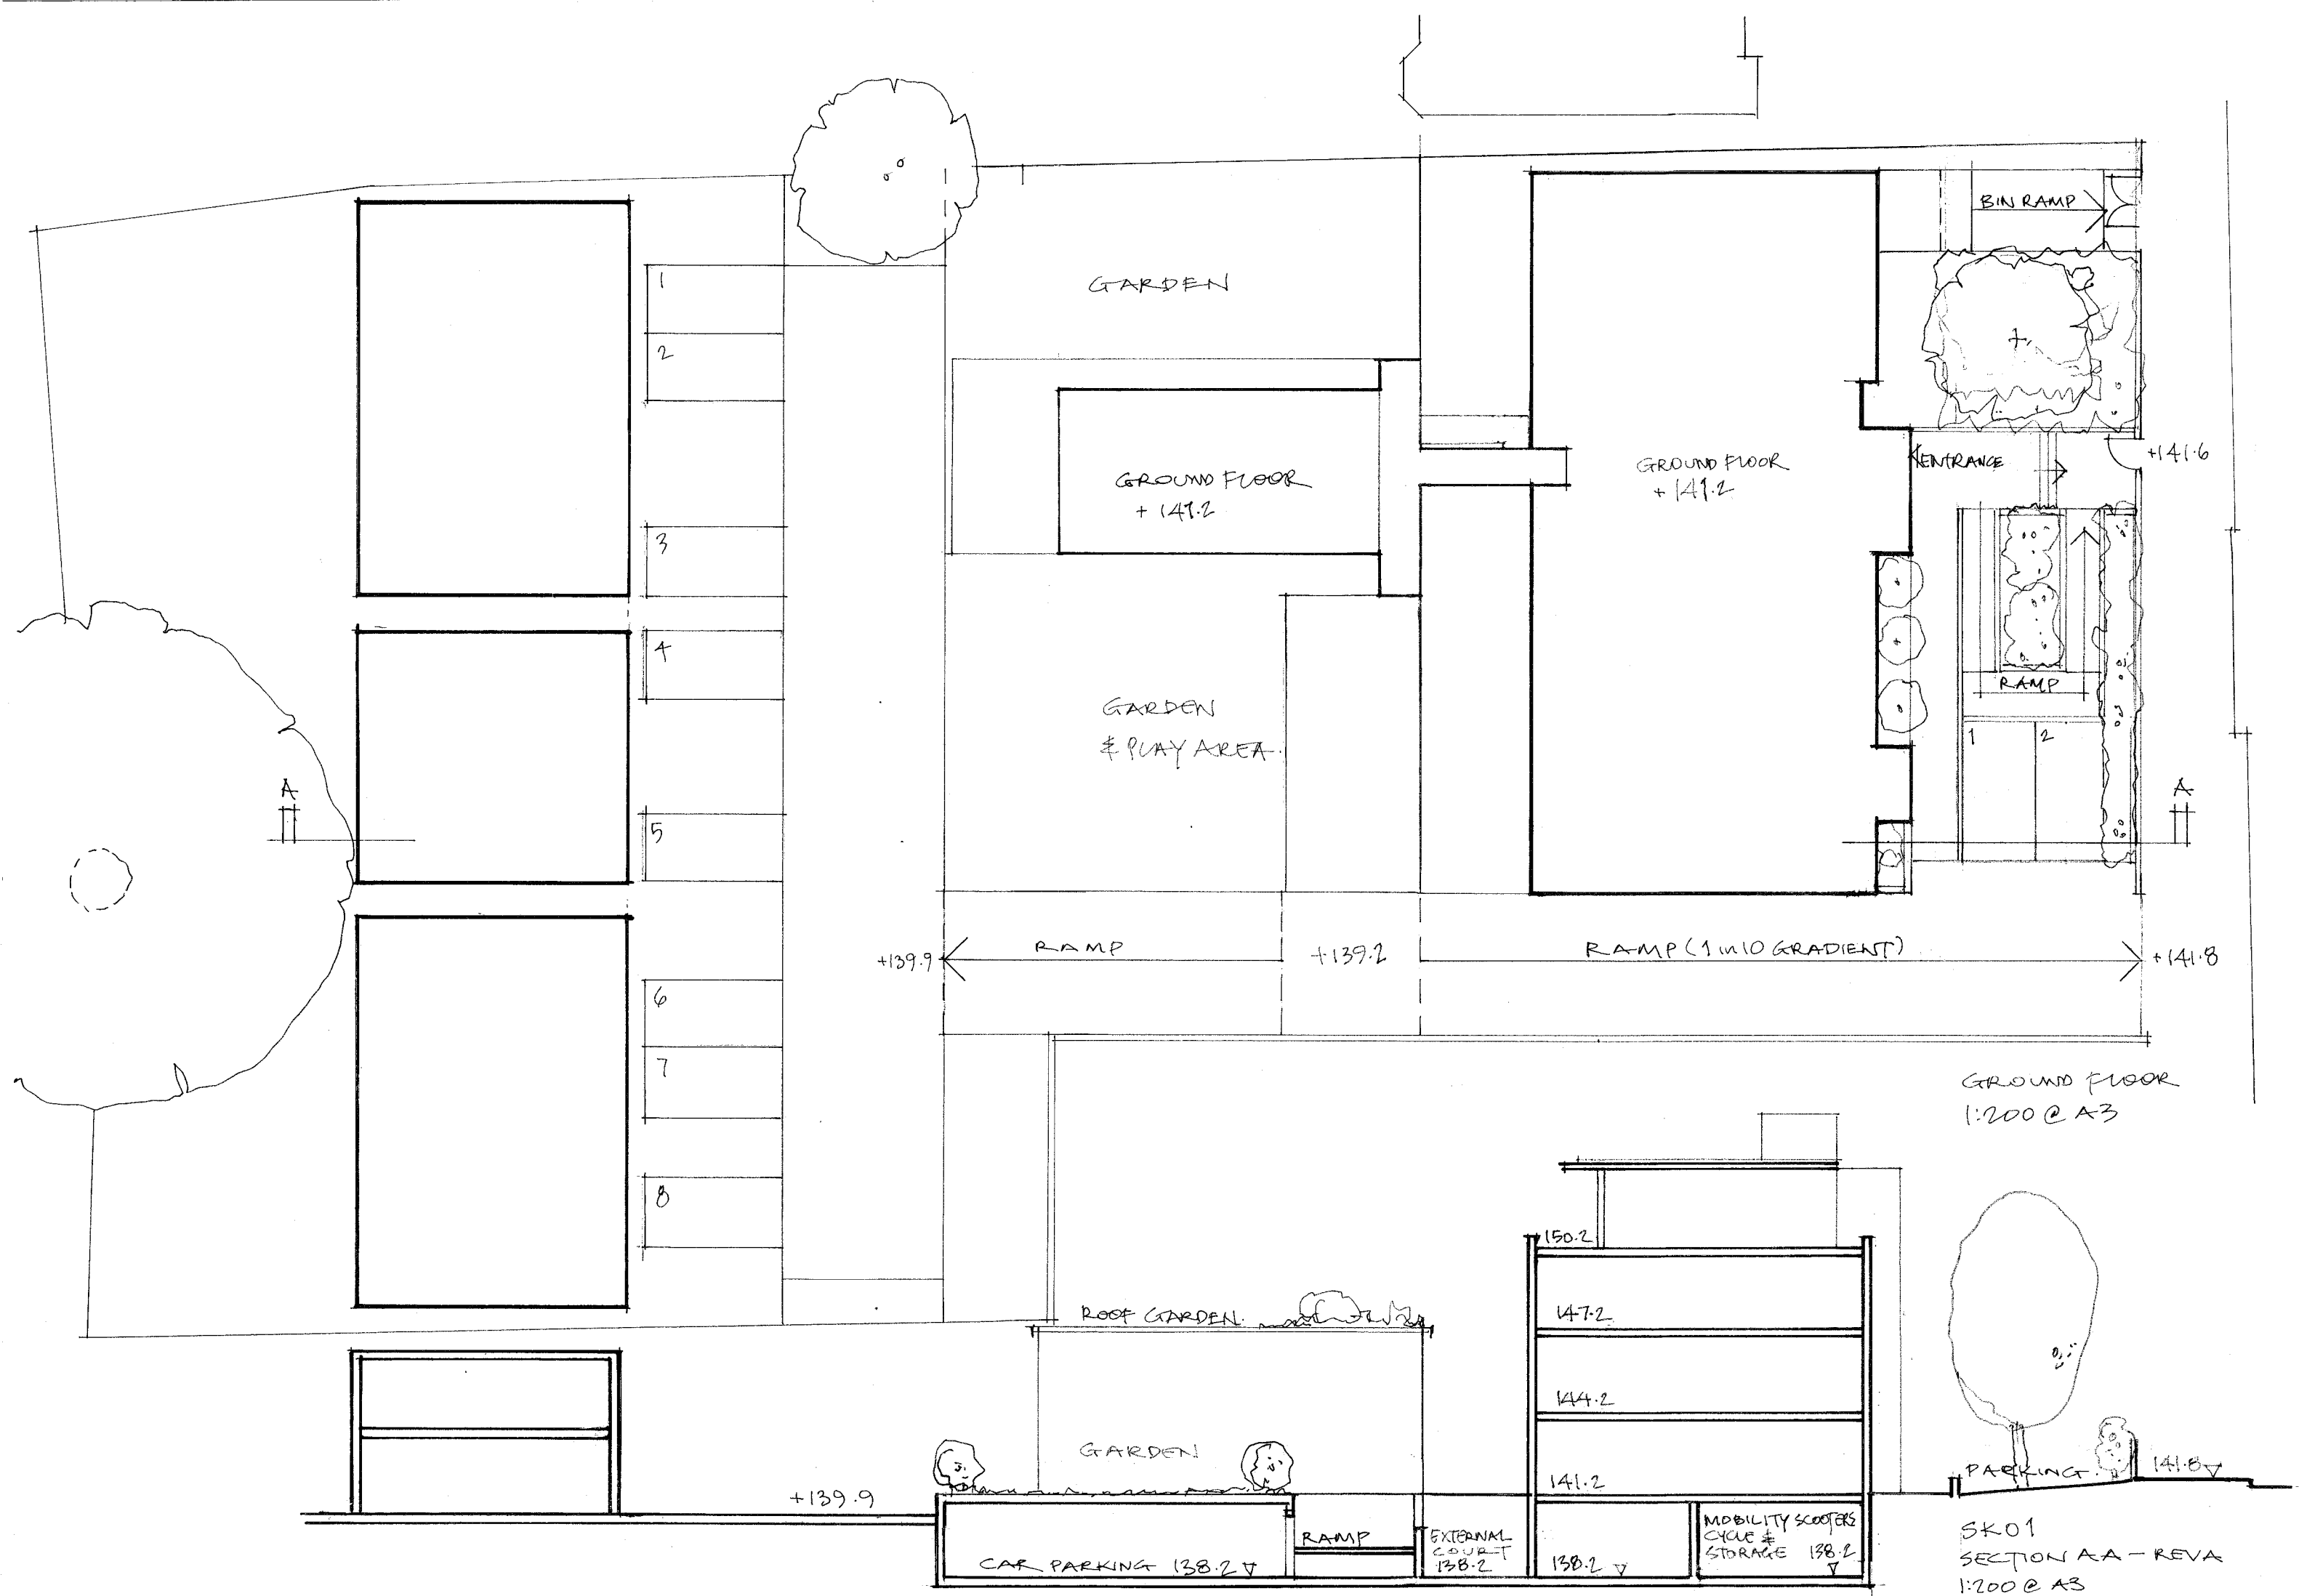 BIN RAMP
1
GARDEN
2
+141.6
ENTRANCE
GROUND FLOOR
+141.2
GROUND FLOOR
+141.2
3
4
RAMP
GARDEN
& PLAY AREA.
1
2
A
A
5
RAMP
+139.2
RAMP (1 in 10 GRADIENT)
+139.9
+141.8
6
7
GROUND FLOOR
1:200 @ A3
8
150.2
ROOF GARDEN.
147.2
144.2
GARDEN
PARKING.
141.8
141.2
+139.9
MOBILITY SCOOTERS
CYCLE &
STORAGE 138.2
RAMP
EXTERNAL
COURT
138.2
CAR PARKING 138.2
138.2
SK01
SECTION AA - REVA
1:200 @ A3